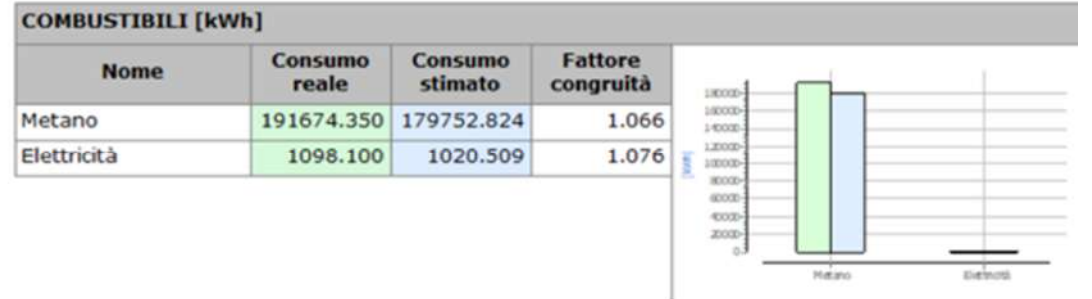 COMBUSTIBILI [kWh]
Nome Consumo reale Consumo stimato Fattore congruità
Metano 191674.350 179752.824 1.066
Elettricità 1098.100 1020.509 1.076
180000
160000
140000
120000
100000
80000
60000
40000
20000
0
[kWh]
Metano Elettricità